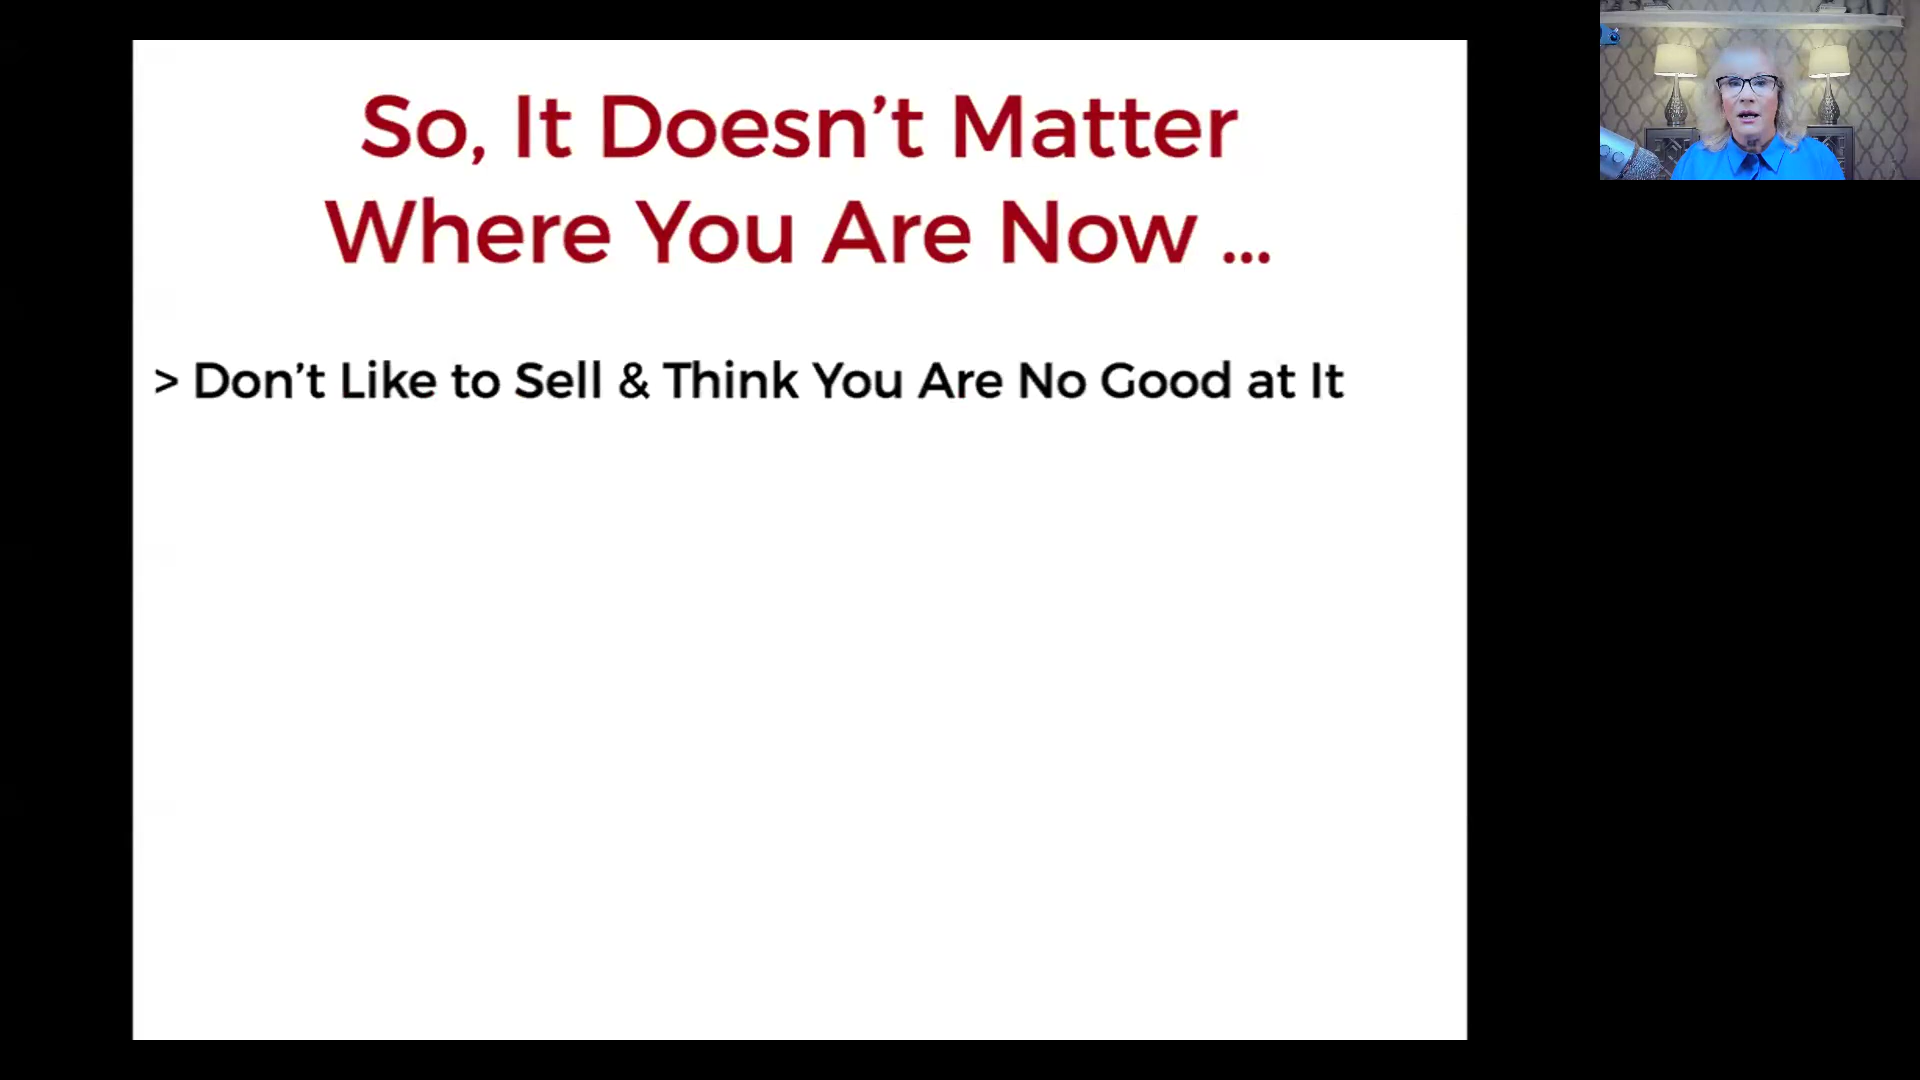 So, It Doesn’t Matter
Where You Are Now ...
> Don’t Like to Sell & Think You Are No Good at It